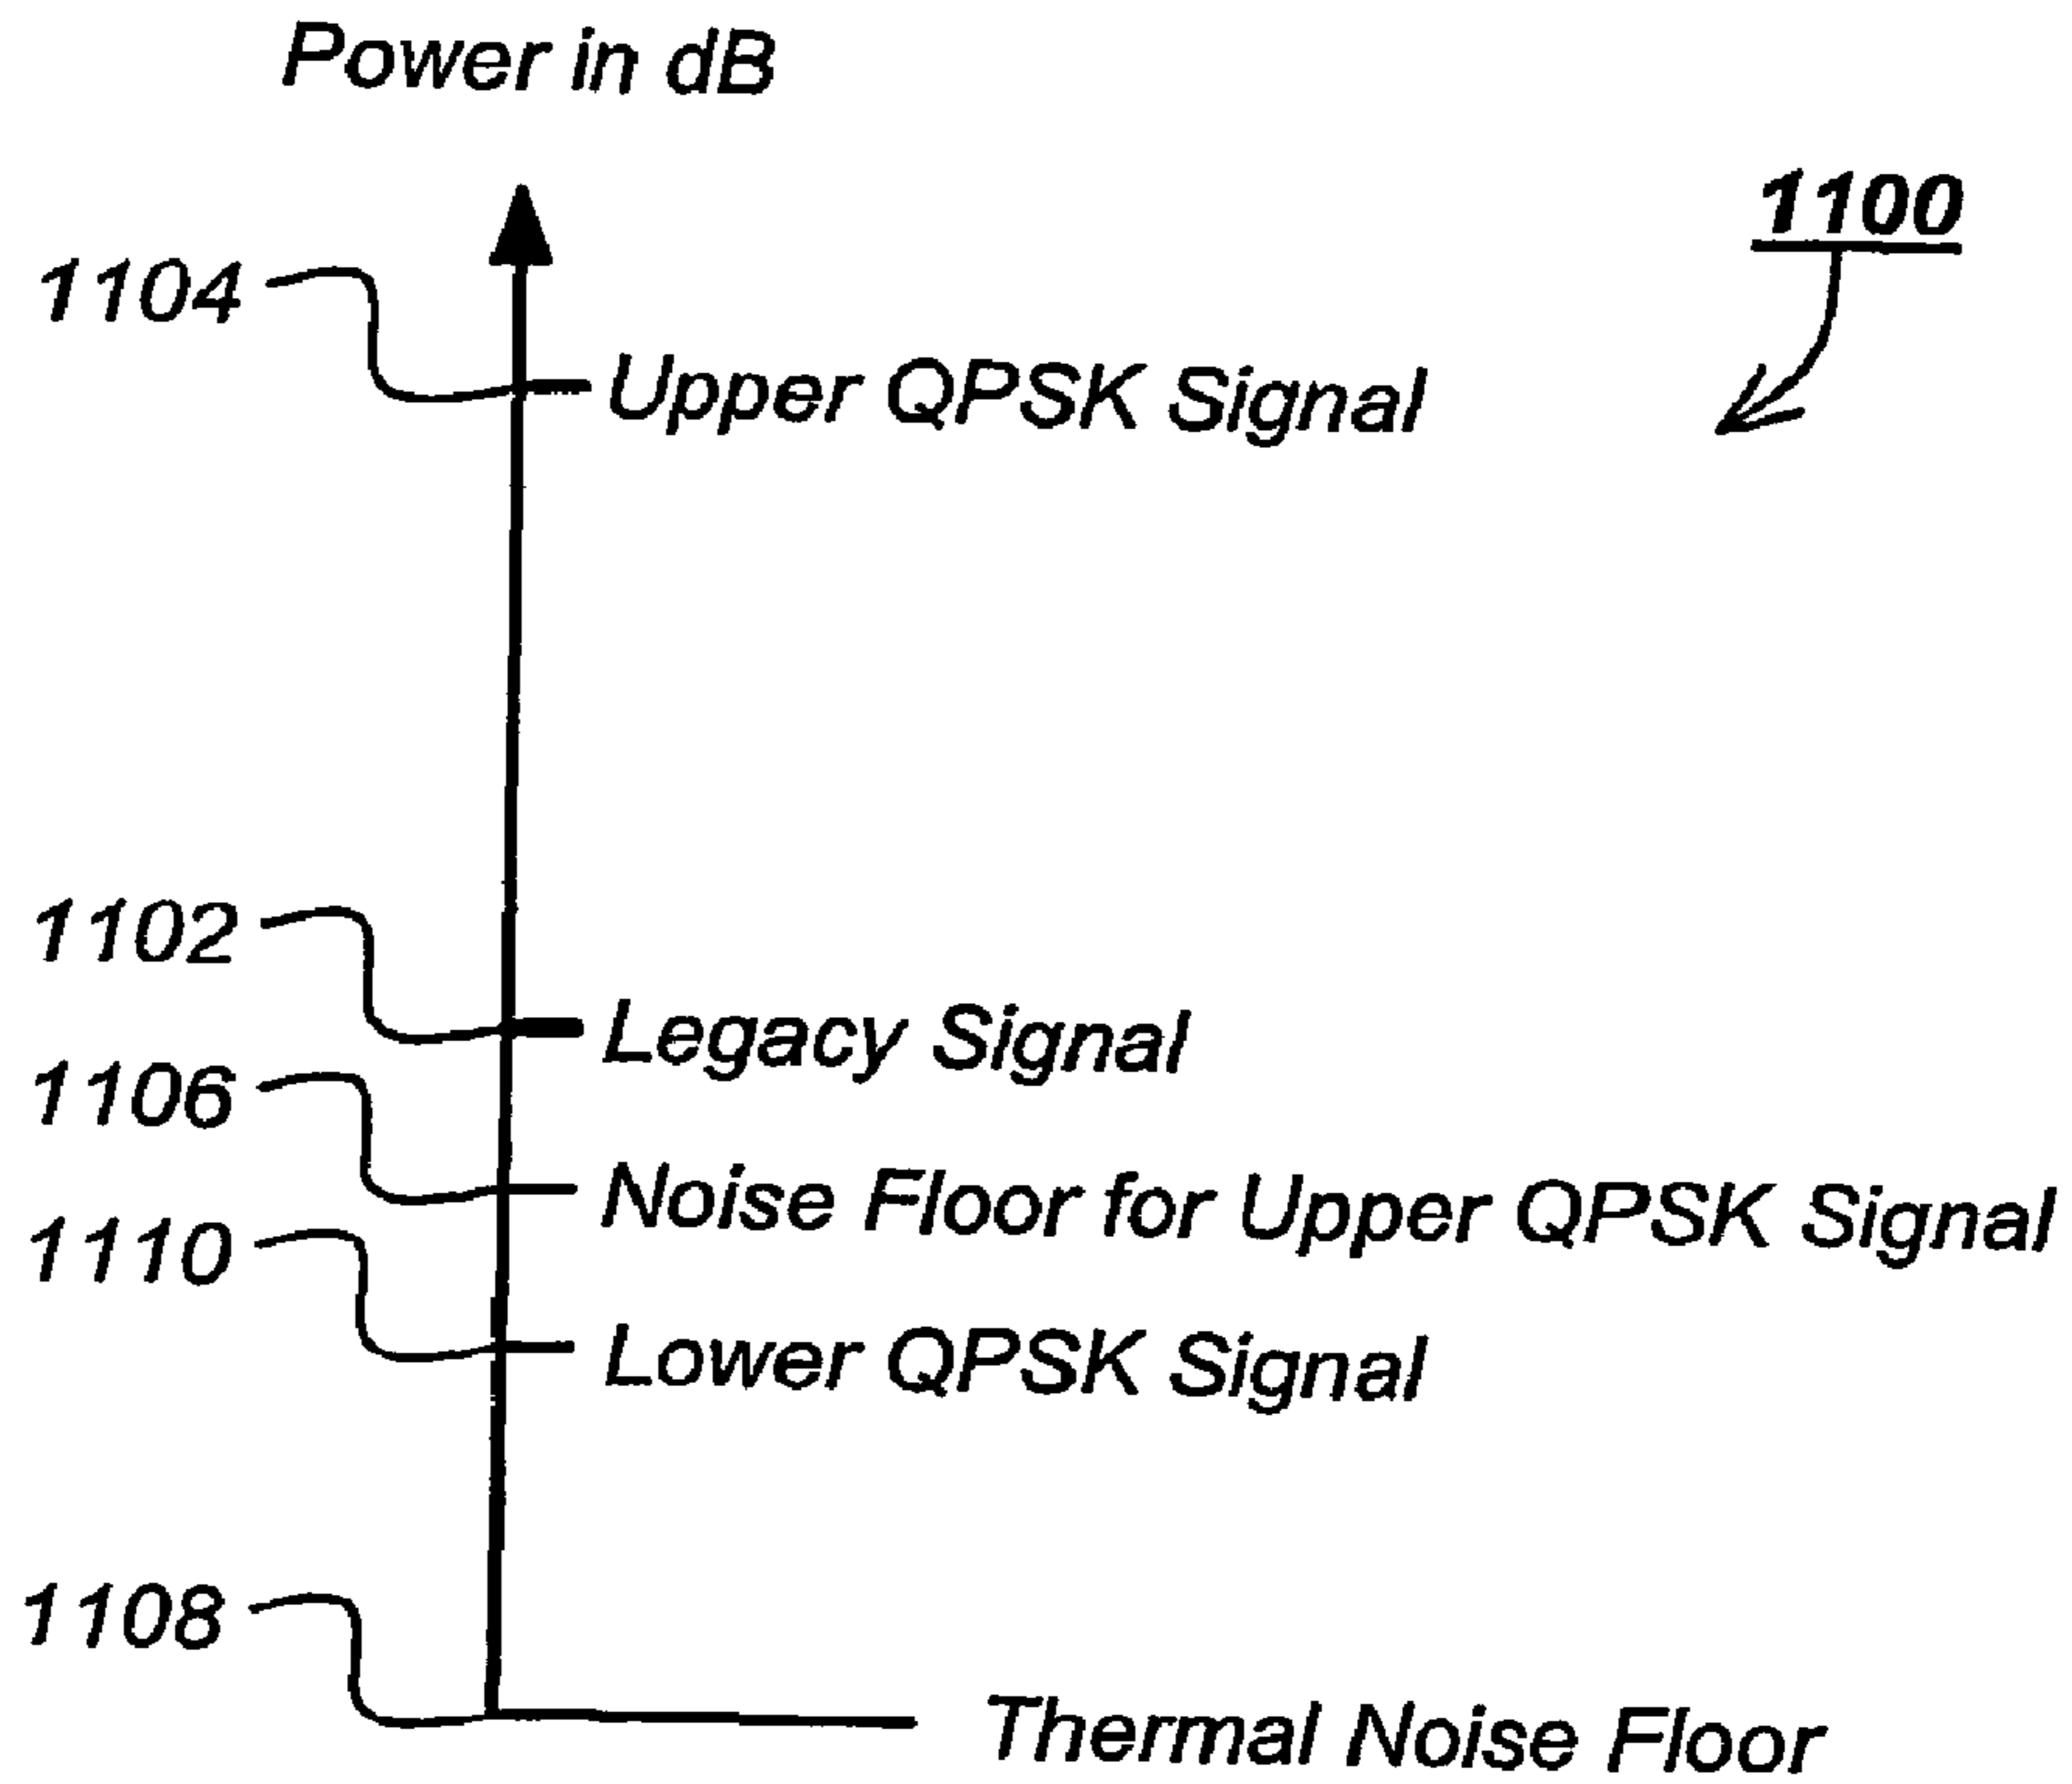 Power in dB
1100
1104
Upper QPSK Signal
1102
Legacy Signal
1106
Noise Floor for Upper QPSK Signal
1110
Lower QPSK Signal
1108
Thermal Noise Floor